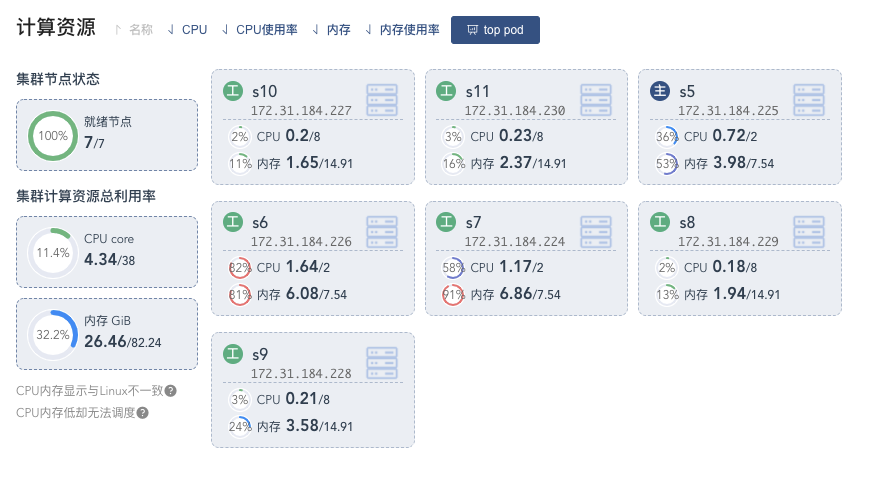 计算资源 名称 CPU CPU使用率 内存 内存使用率 top pod
集群节点状态
100% 就绪节点
7/7
集群计算资源总利用率
11.4% CPU core
4.34/38
32.2% 内存 GiB
26.46/82.24
CPU内存显示与Linux不一致?
CPU内存低却无法调度?
工 s10
172.31.184.227
2% CPU 0.2/8
11% 内存 1.65/14.91
工 s11
172.31.184.230
3% CPU 0.23/8
16% 内存 2.37/14.91
主 s5
172.31.184.225
36% CPU 0.72/2
53% 内存 3.98/7.54
工 s6
172.31.184.226
82% CPU 1.64/2
81% 内存 6.08/7.54
工 s7
172.31.184.224
58% CPU 1.17/2
91% 内存 6.86/7.54
工 s8
172.31.184.229
2% CPU 0.18/8
13% 内存 1.94/14.91
工 s9
172.31.184.228
3% CPU 0.21/8
24% 内存 3.58/14.91